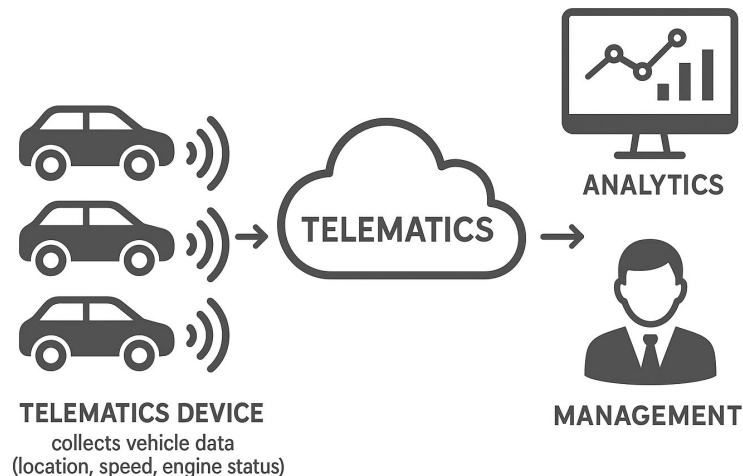 TELEMATICS
ANALYTICS
TELEMATICS DEVICE
collects vehicle data
(location, speed, engine status)
MANAGEMENT